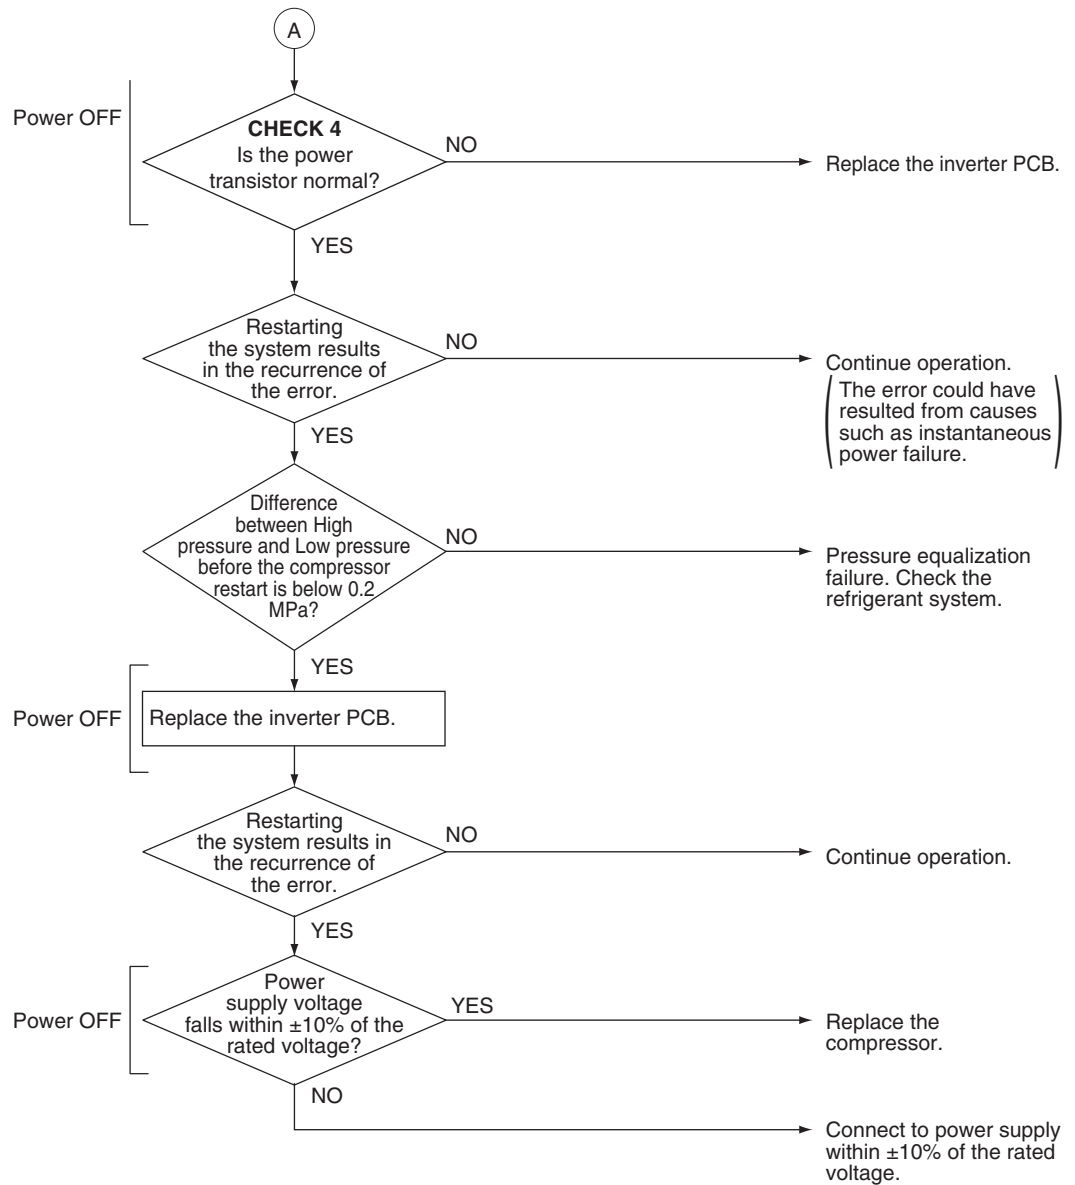 A
Power OFF
CHECK 4
Is the power
transistor normal?
NO
Replace the inverter PCB.
YES
Restarting
the system results
in the recurrence of
the error.
NO
Continue operation.
The error could have
resulted from causes
such as instantaneous
power failure.
YES
Difference
between High
pressure and Low pressure
before the compressor
restart is below 0.2
MPa?
NO
Pressure equalization
failure. Check the
refrigerant system.
YES
Power OFF
Replace the inverter PCB.
Restarting
the system results in
the recurrence of
the error.
NO
Continue operation.
YES
Power OFF
Power
supply voltage
falls within ±10% of the
rated voltage?
YES
Replace the
compressor.
NO
Connect to power supply
within ±10% of the rated
voltage.